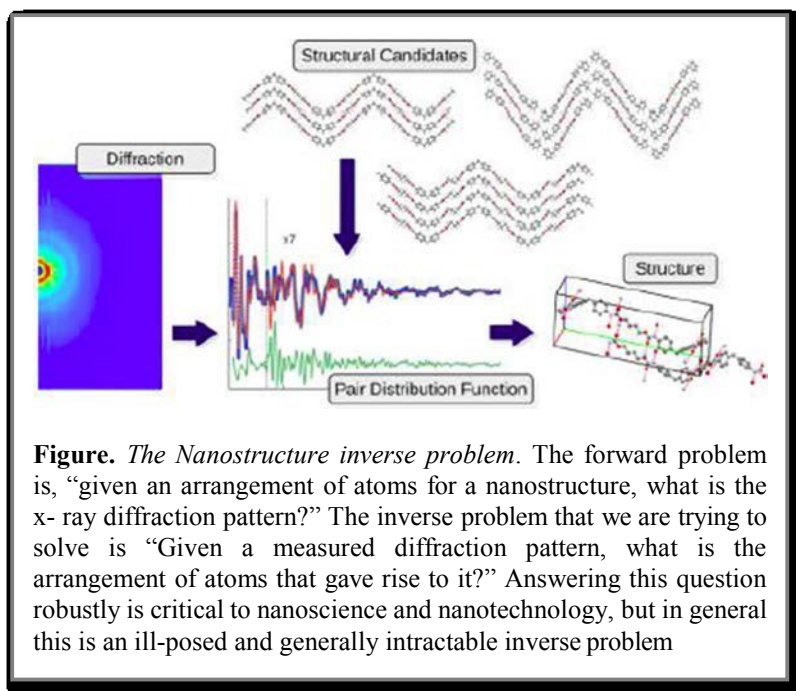 Structural Candidates
Diffraction
x7
Structure
Pair Distribution Function
Figure. The Nanostructure inverse problem. The forward problem
is, “given an arrangement of atoms for a nanostructure, what is the
x- ray diffraction pattern?” The inverse problem that we are trying to
solve is “Given a measured diffraction pattern, what is the
arrangement of atoms that gave rise to it?” Answering this question
robustly is critical to nanoscience and nanotechnology, but in general
this is an ill-posed and generally intractable inverse problem